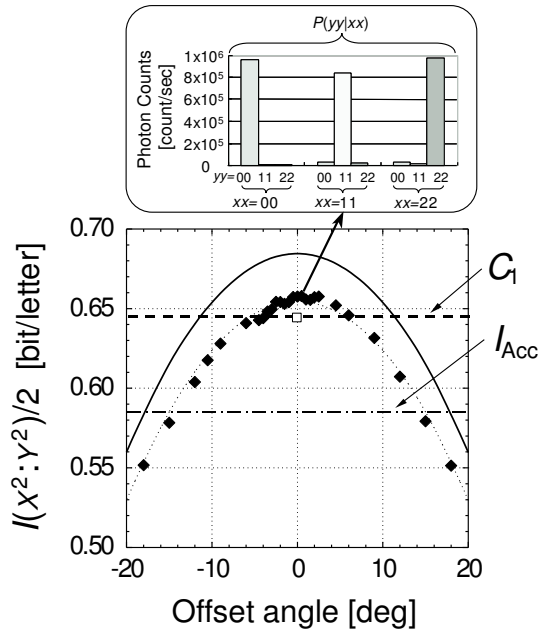 P(yy|xx)
Photon Counts
[count/sec]
1x10⁶
8x10⁵
6x10⁵
4x10⁵
2x10⁵
0
yy=00 11 22 00 11 22 00 11 22
xx=00 xx=11 xx=22
I(X²:Y²)/2 [bit/letter]
0.70
0.65
0.60
0.55
0.50
C₁
I_Acc
-20 -10 0 10 20
Offset angle [deg]